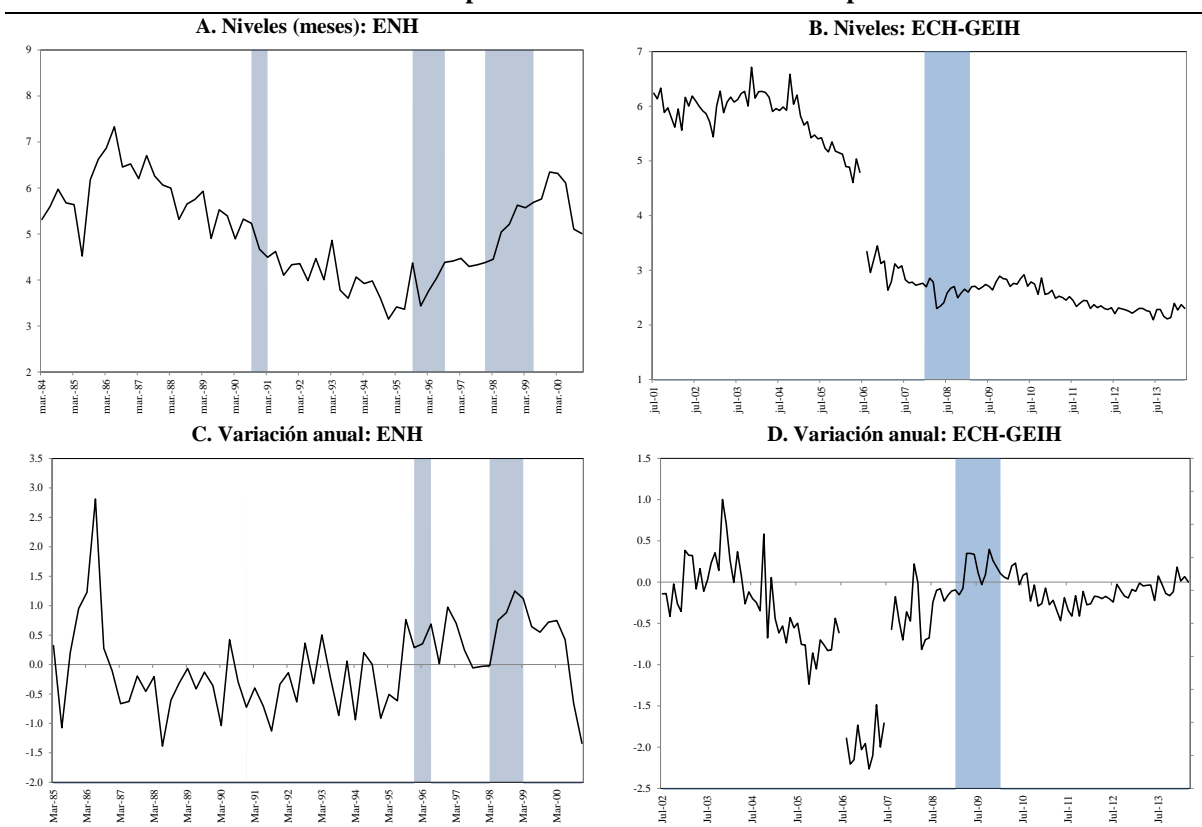 A. Niveles (meses): ENH
9
8
7
6
5
4
3
2
mar-84
mar-85
mar-86
mar-87
mar-88
mar-89
mar-90
mar-91
mar-92
mar-93
mar-94
mar-95
mar-96
mar-97
mar-98
mar-99
mar-00
B. Niveles: ECH-GEIH
7
6
5
4
3
2
1
jul-01
jul-02
jul-03
jul-04
jul-05
jul-06
jul-07
jul-08
jul-09
jul-10
jul-11
jul-12
jul-13
C. Variación anual: ENH
3.5
3.0
2.5
2.0
1.5
1.0
0.5
0.0
-0.5
-1.0
-1.5
-2.0
Mar-85
Mar-86
Mar-87
Mar-88
Mar-89
Mar-90
Mar-91
Mar-92
Mar-93
Mar-94
Mar-95
Mar-96
Mar-97
Mar-98
Mar-99
Mar-00
D. Variación anual: ECH-GEIH
1.5
1.0
0.5
0.0
-0.5
-1.0
-1.5
-2.0
-2.5
Jul-02
Jul-03
Jul-04
Jul-05
Jul-06
Jul-07
Jul-08
Jul-09
Jul-10
Jul-11
Jul-12
Jul-13